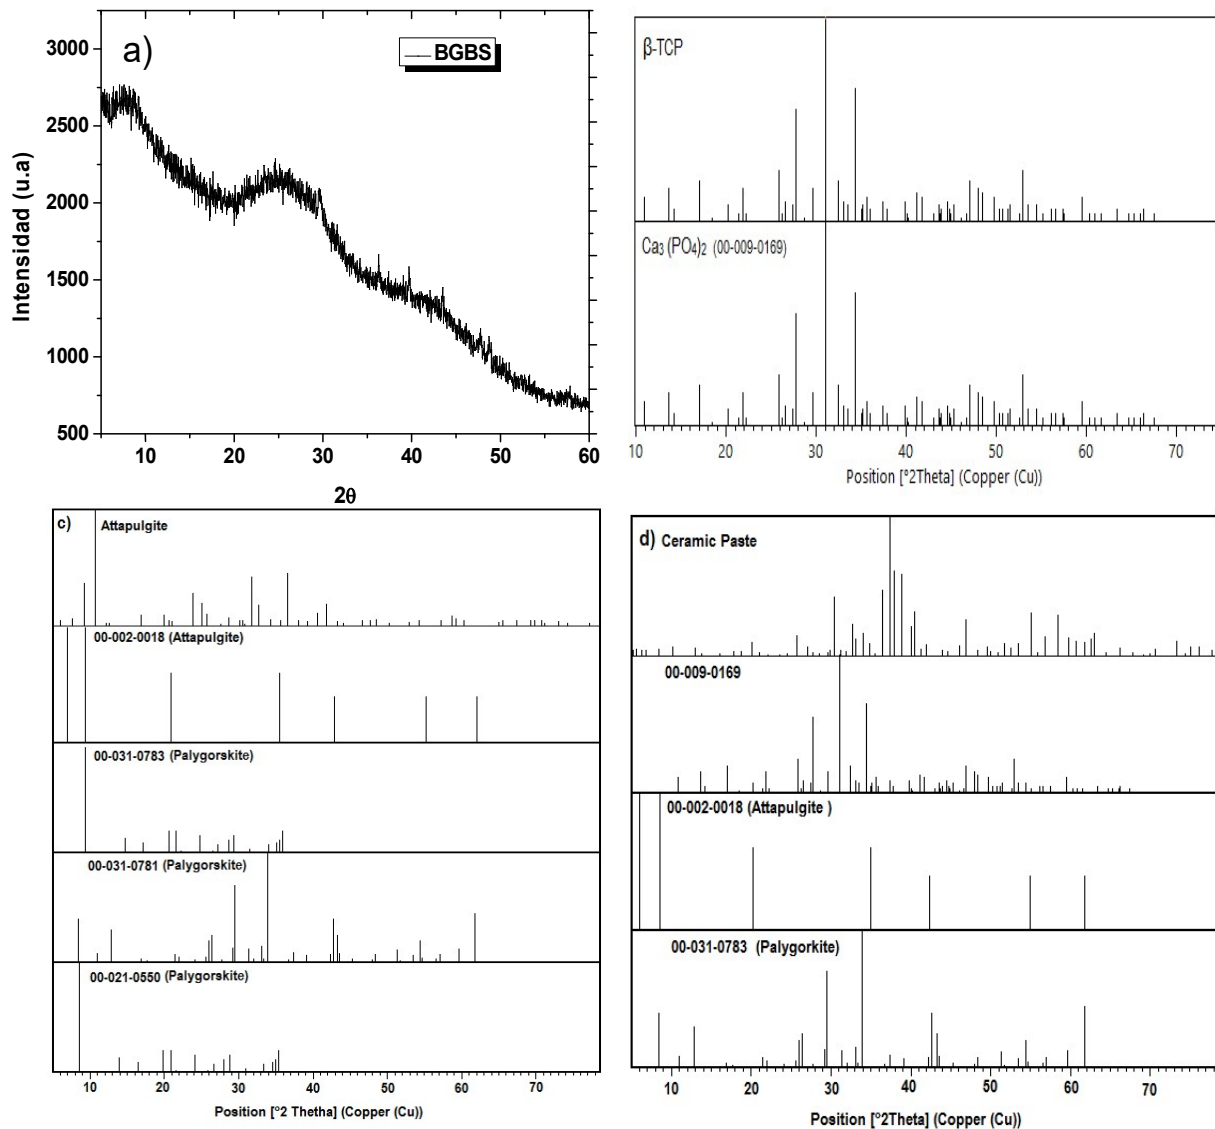 a)
BGBS
3000
2500
2000
1500
1000
500
Intensidad (u.a)
10 20 30 40 50 60
2θ
β-TCP
Ca₃(PO₄)₂ (00-009-0169)
10 20 30 40 50 60 70
Position [°2Theta] (Copper (Cu))
c) Attapulgite
00-002-0018 (Attapulgite)
00-031-0783 (Palygorskite)
00-031-0781 (Palygorskite)
00-021-0550 (Palygorskite)
10 20 30 40 50 60 70
Position [°2 Thetha] (Copper (Cu))
d) Ceramic Paste
00-009-0169
00-002-0018 (Attapulgite )
00-031-0783 (Palygorkite)
10 20 30 40 50 60 70
Position [°2Theta] (Copper (Cu))